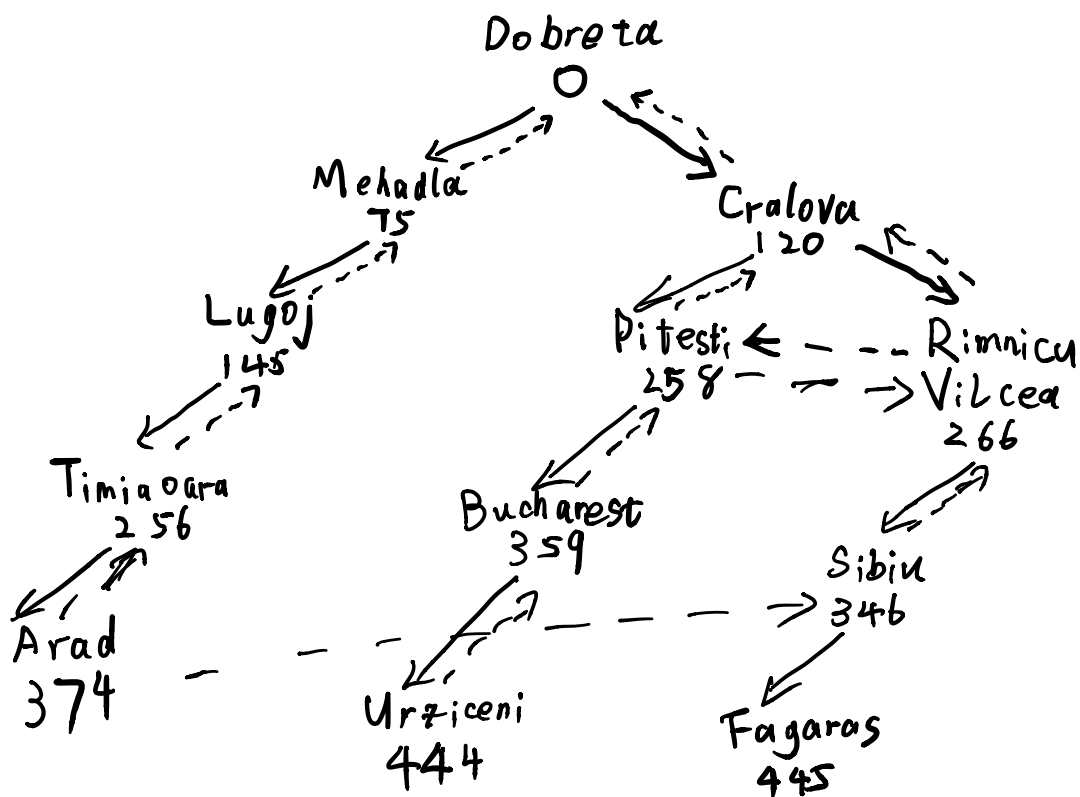 Dobreta
0
Mehadla
75
Cralova
120
Lugoj
145
Pitesti
258
Rimnicu
Vilcea
266
Timiaoara
256
Bucharest
359
Sibiu
346
Arad
374
Urziceni
444
Fagaras
445